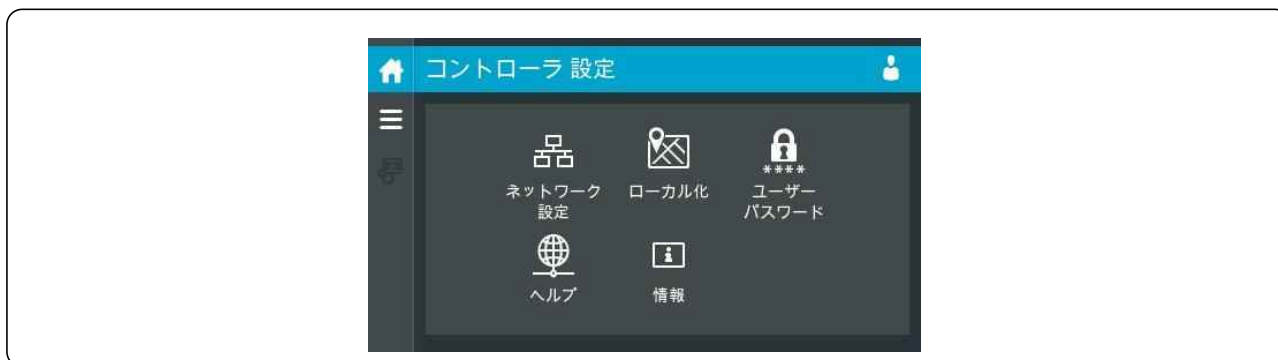 コントローラ 設定
ネットワーク
設定
ローカル化
ユーザー
パスワード
ヘルプ
情報